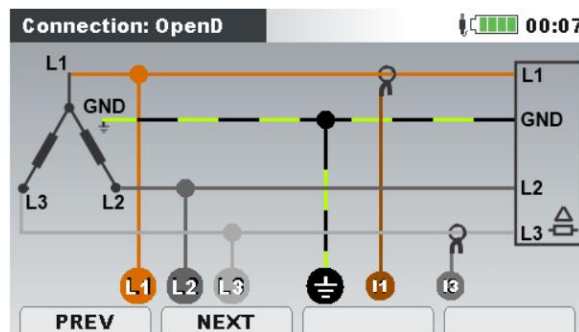 Connection: OpenD 00:07
L1 L1
GND GND
L3 L2 L2
L3
L1 L2 L3 I1 I3
PREV NEXT